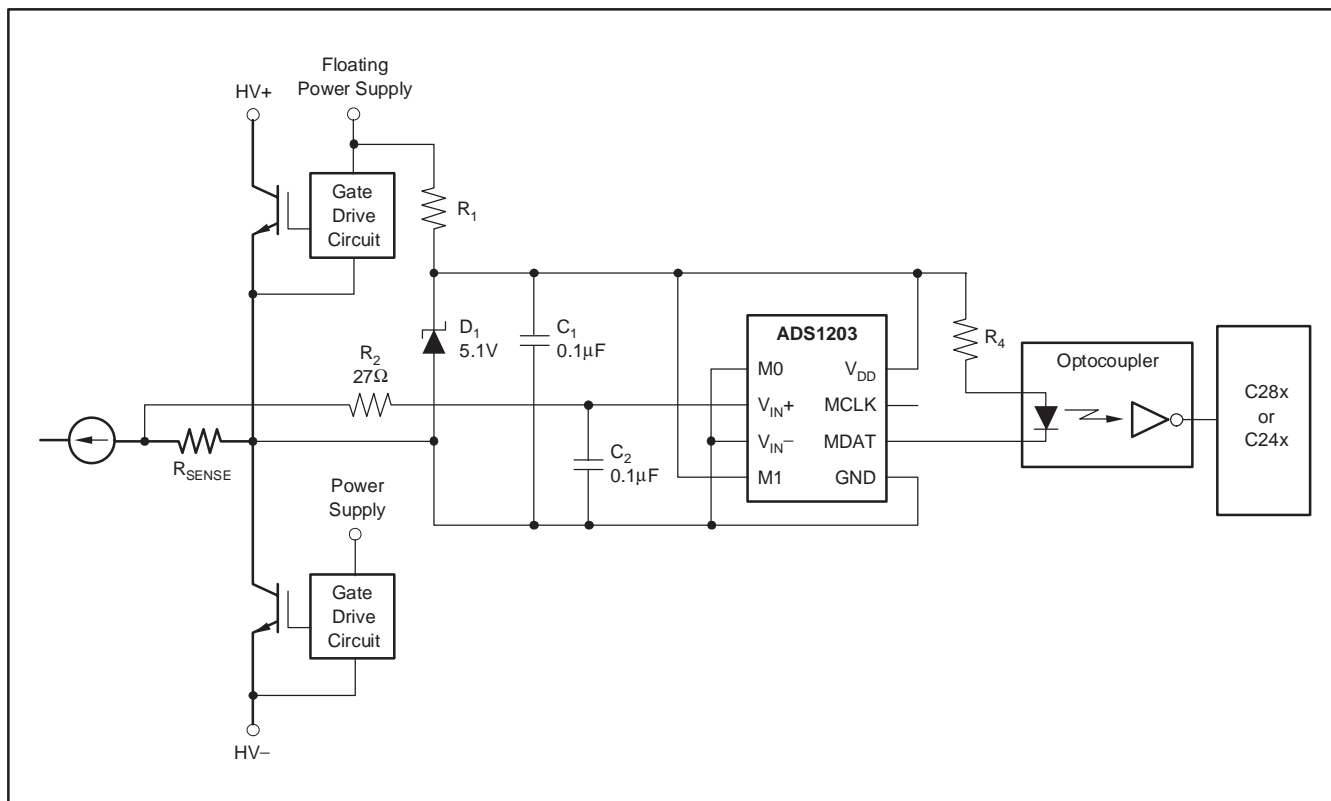 Floating
Power Supply
HV+
Gate
Drive
Circuit
R1
D1
5.1V
C1
0.1μF
R2
27Ω
RSENSE
C2
0.1μF
ADS1203
M0
VIN+
VIN−
M1
VDD
MCLK
MDAT
GND
R4
Optocoupler
C28x
or
C24x
Power
Supply
Gate
Drive
Circuit
HV−